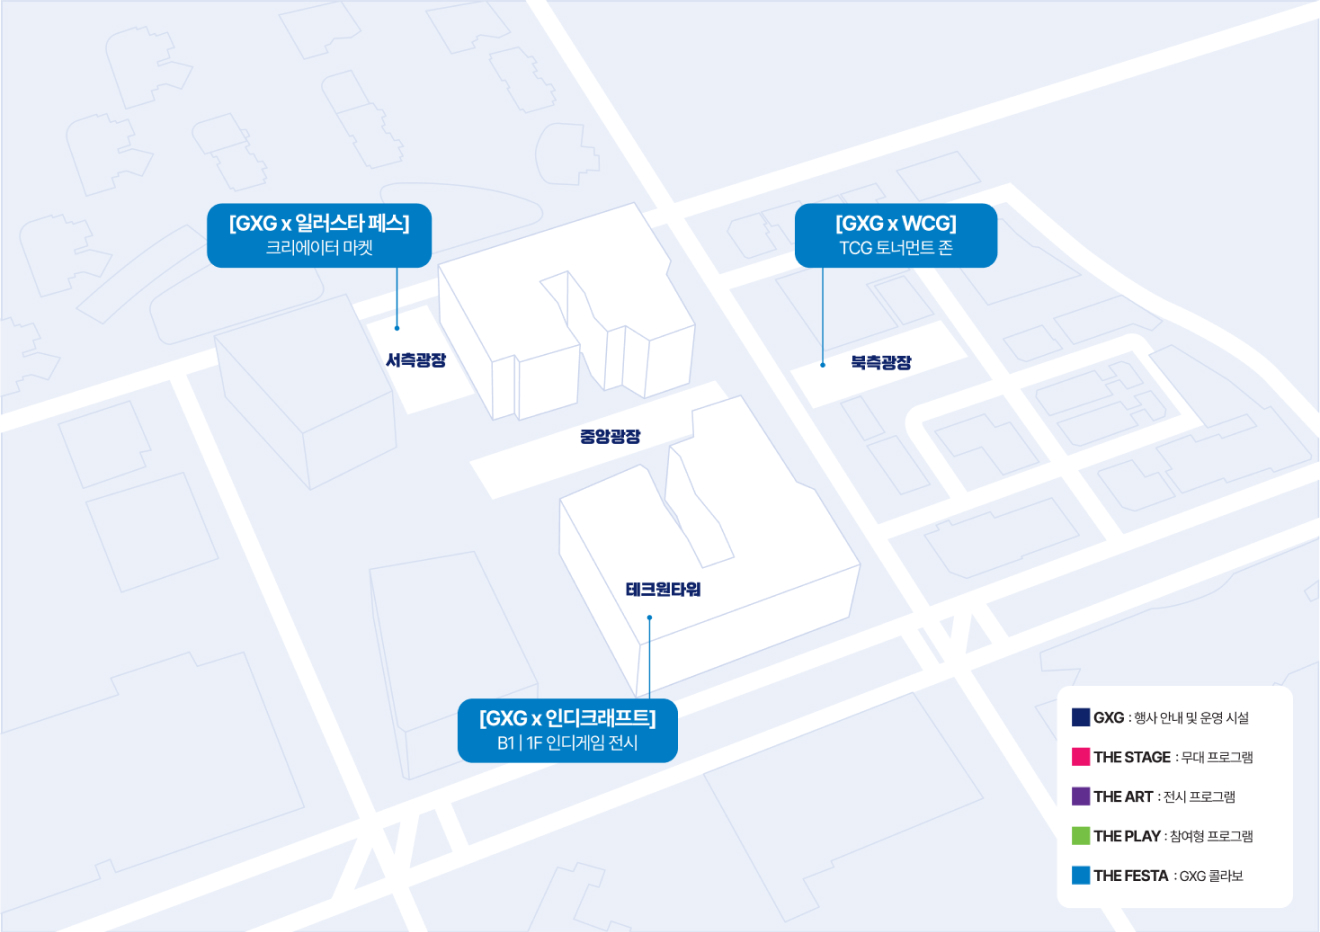 [GXG x 일러스타 페스]
크리에이터 마켓
[GXG x WCG]
TCG 토너먼트 존
서측광장
북측광장
중앙광장
테크원타워
[GXG x 인디크래프트]
B1 | 1F 인디게임 전시
GXG : 행사 안내 및 운영 시설
THE STAGE : 무대 프로그램
THE ART : 전시 프로그램
THE PLAY : 참여형 프로그램
THE FESTA : GXG 콜라보